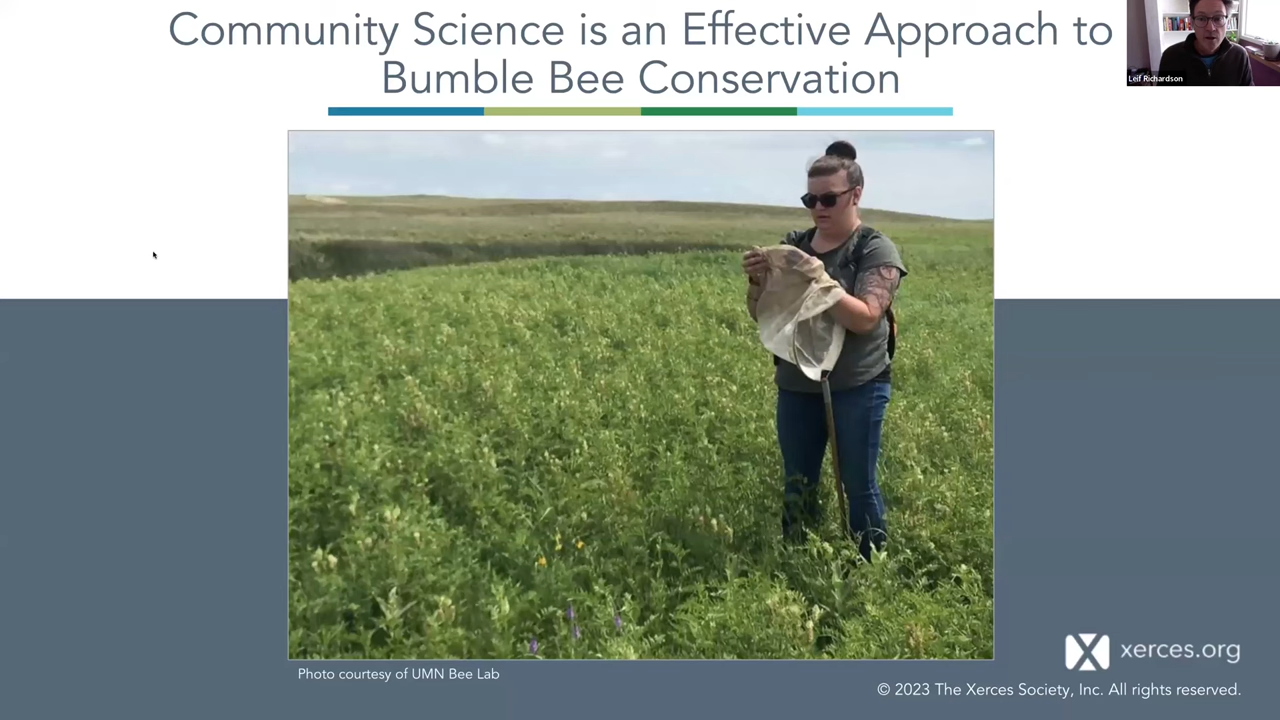 Community Science is an Effective Approach to
Bumble Bee Conservation
Leif Richardson
Photo courtesy of UMN Bee Lab
xerces.org
© 2023 The Xerces Society, Inc. All rights reserved.